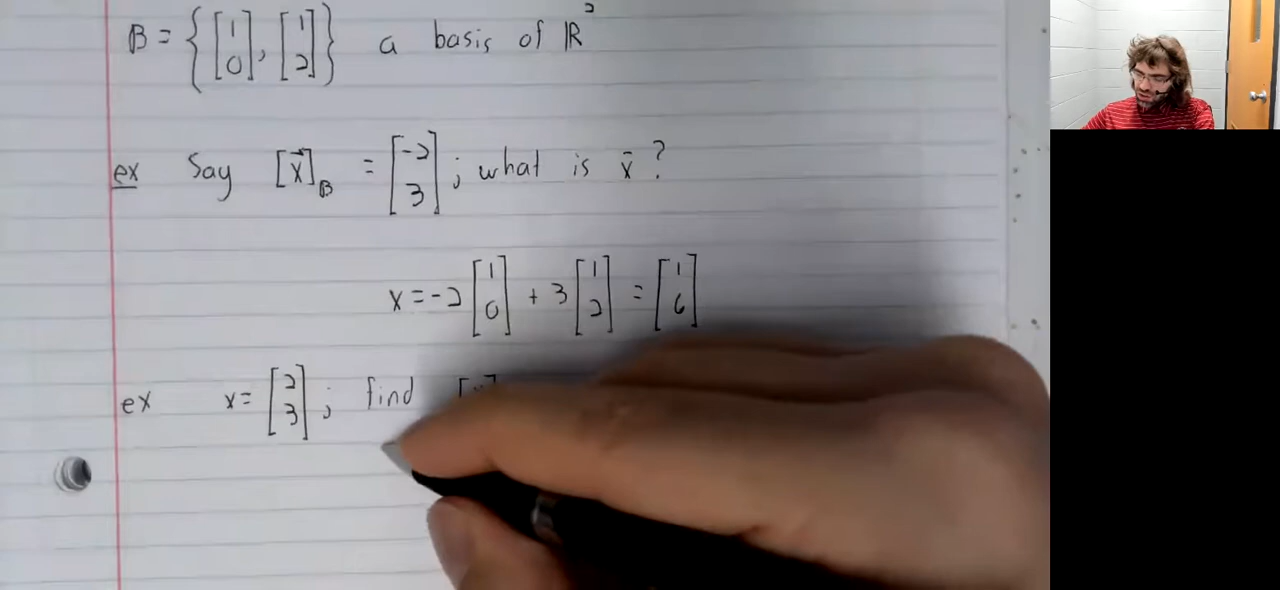 B = { [1 0], [1 2] } a basis of ℝ²
ex Say [x⃗]_B = [-2 3] ; what is x̄ ?
x = -2 [1 0] + 3 [1 2] = [1 6]
ex x = [2 3] ; find